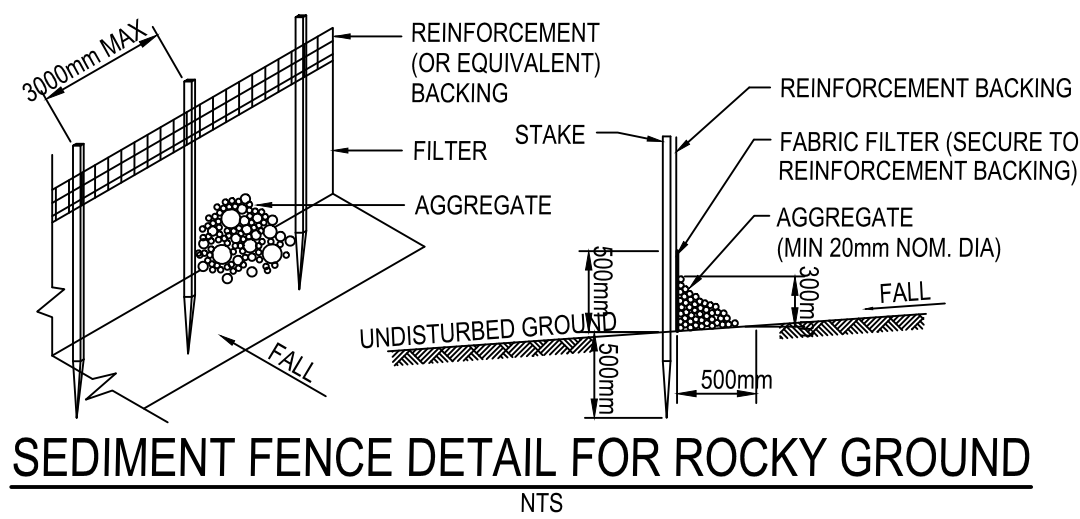 3000mm MAX
REINFORCEMENT
(OR EQUIVALENT)
BACKING
FILTER
AGGREGATE
FALL
STAKE
REINFORCEMENT BACKING
FABRIC FILTER (SECURE TO
REINFORCEMENT BACKING)
AGGREGATE
(MIN 20mm NOM. DIA)
500mm
300mm
FALL
UNDISTURBED GROUND
500mm
500mm
SEDIMENT FENCE DETAIL FOR ROCKY GROUND
NTS